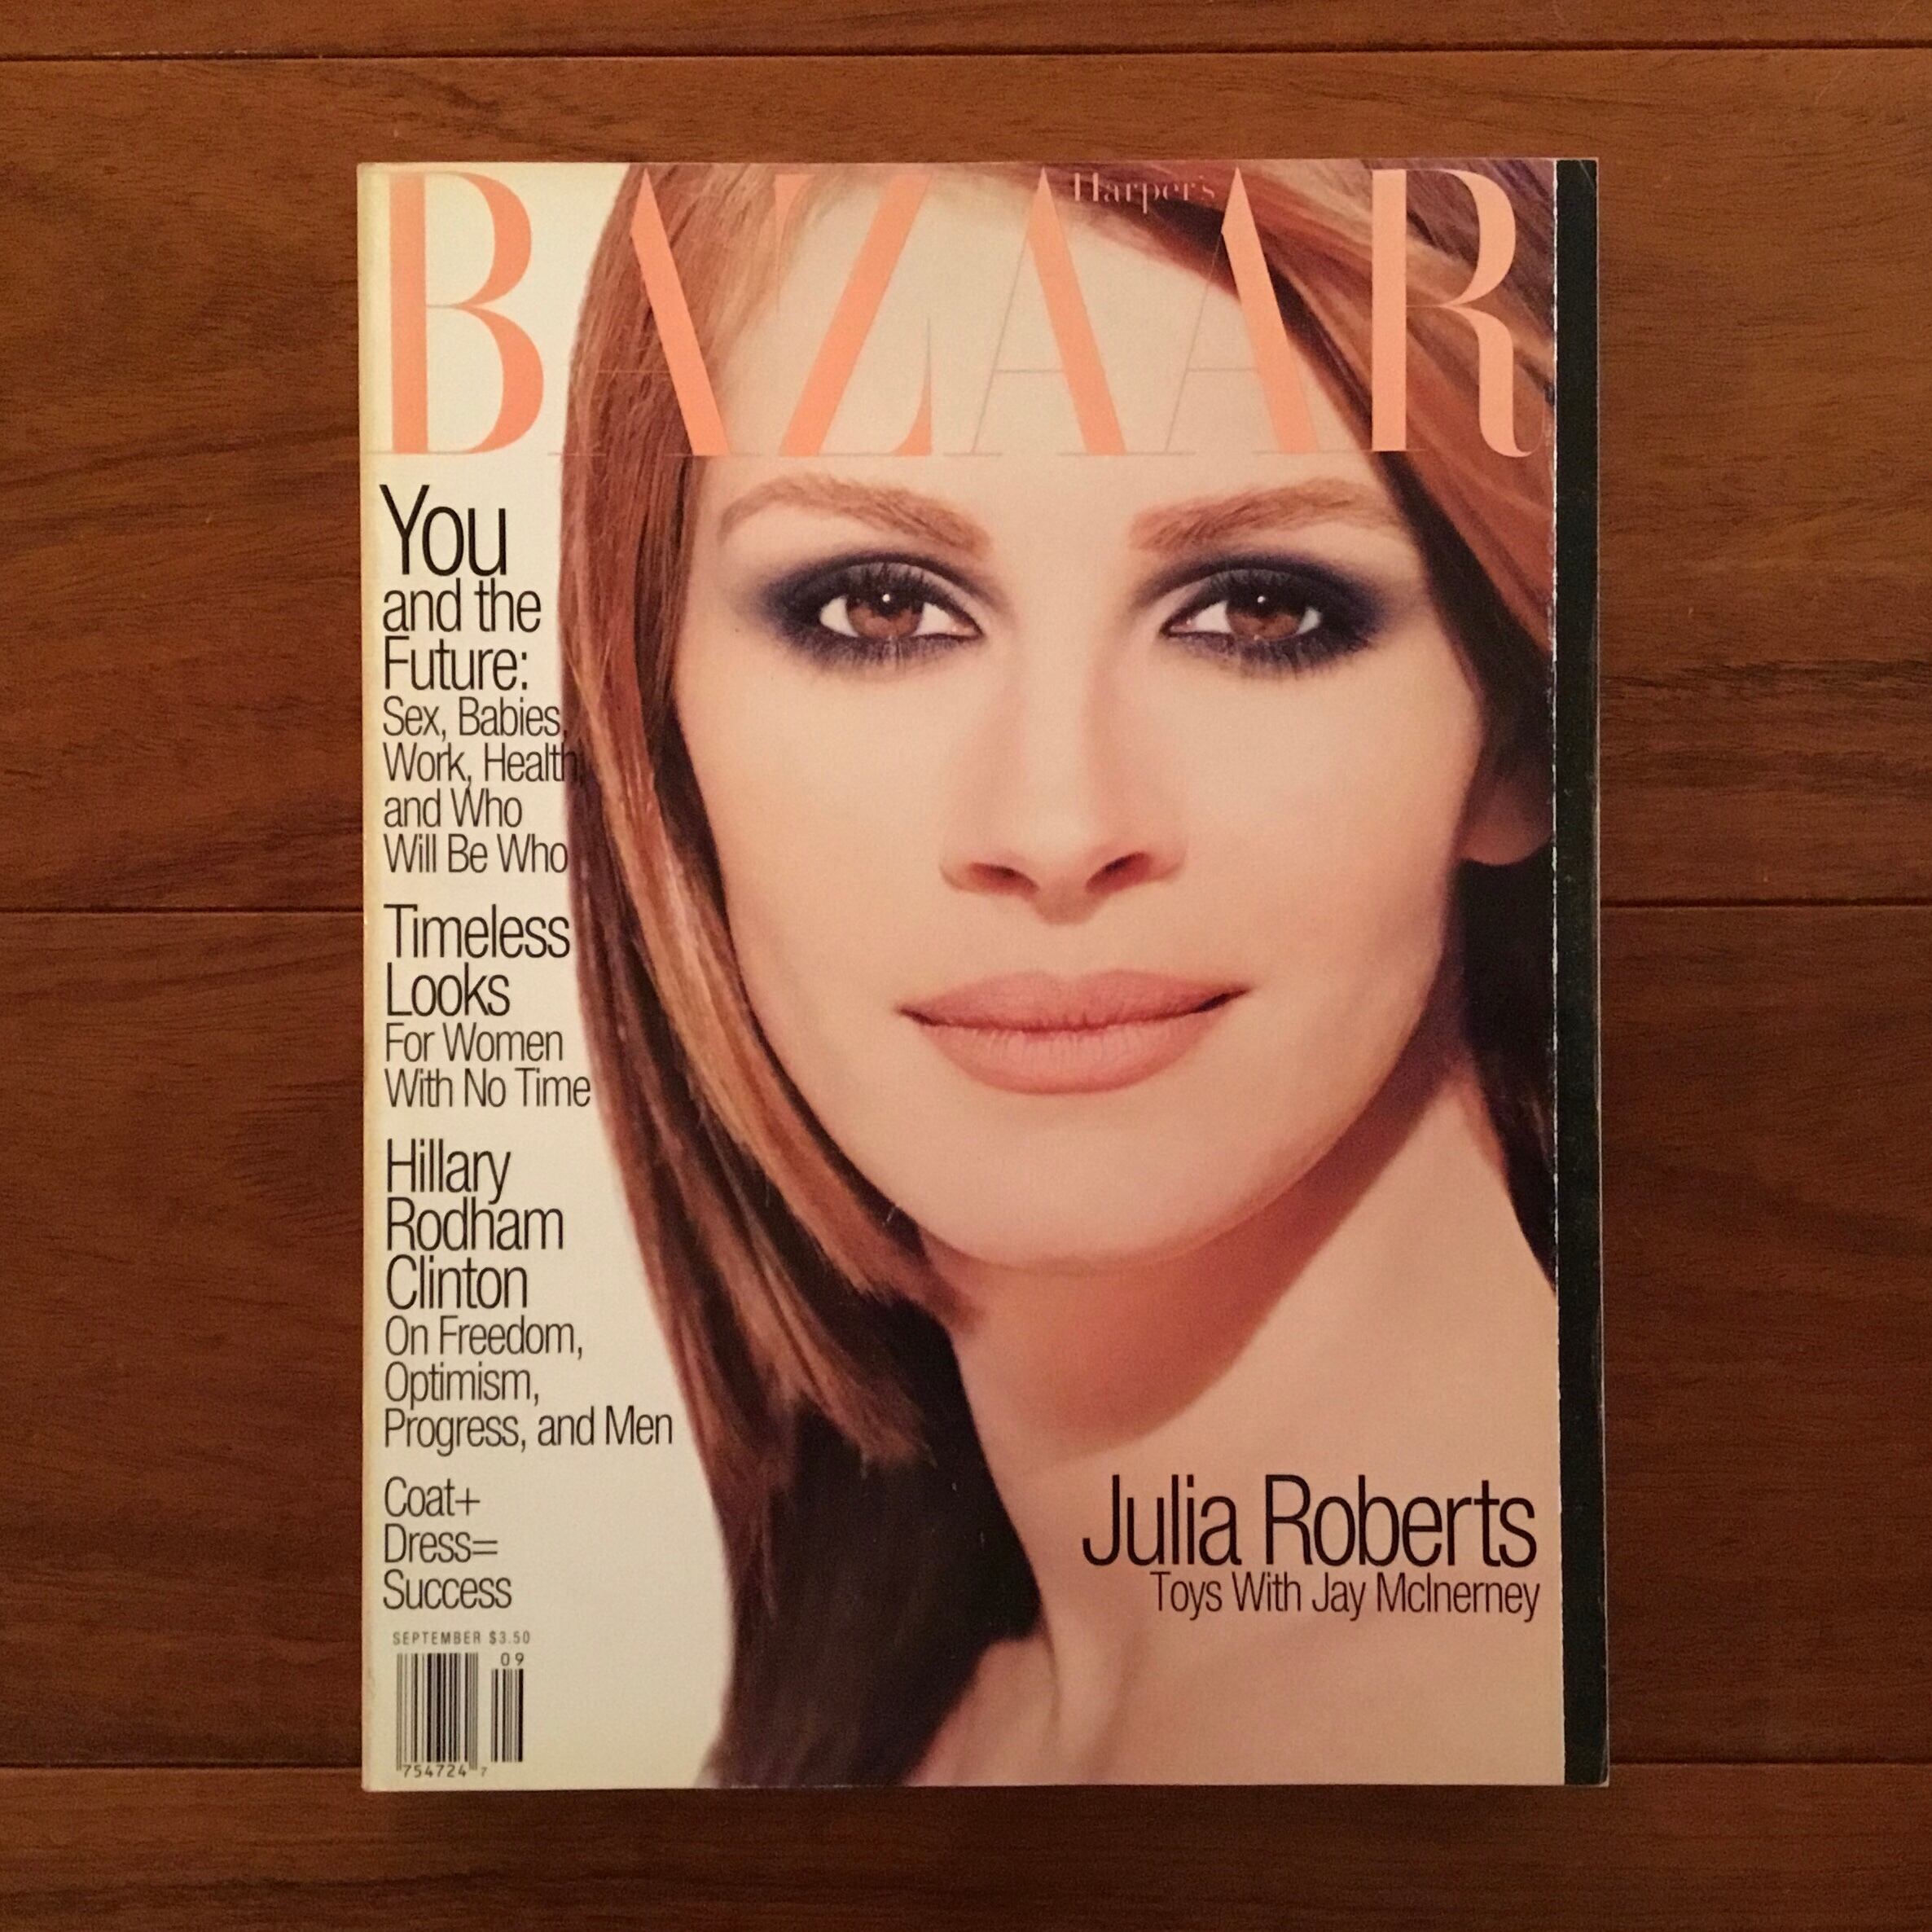 Harper's
BAZAAR
You
and the
Future:
Sex, Babies,
Work, Health,
and Who
Will Be Who
Timeless
Looks
For Women
With No Time
Hillary
Rodham
Clinton
On Freedom,
Optimism,
Progress, and Men
Coat+
Dress=
Success
Julia Roberts
Toys With Jay McInerney
SEPTEMBER $3.50
09
754724 7